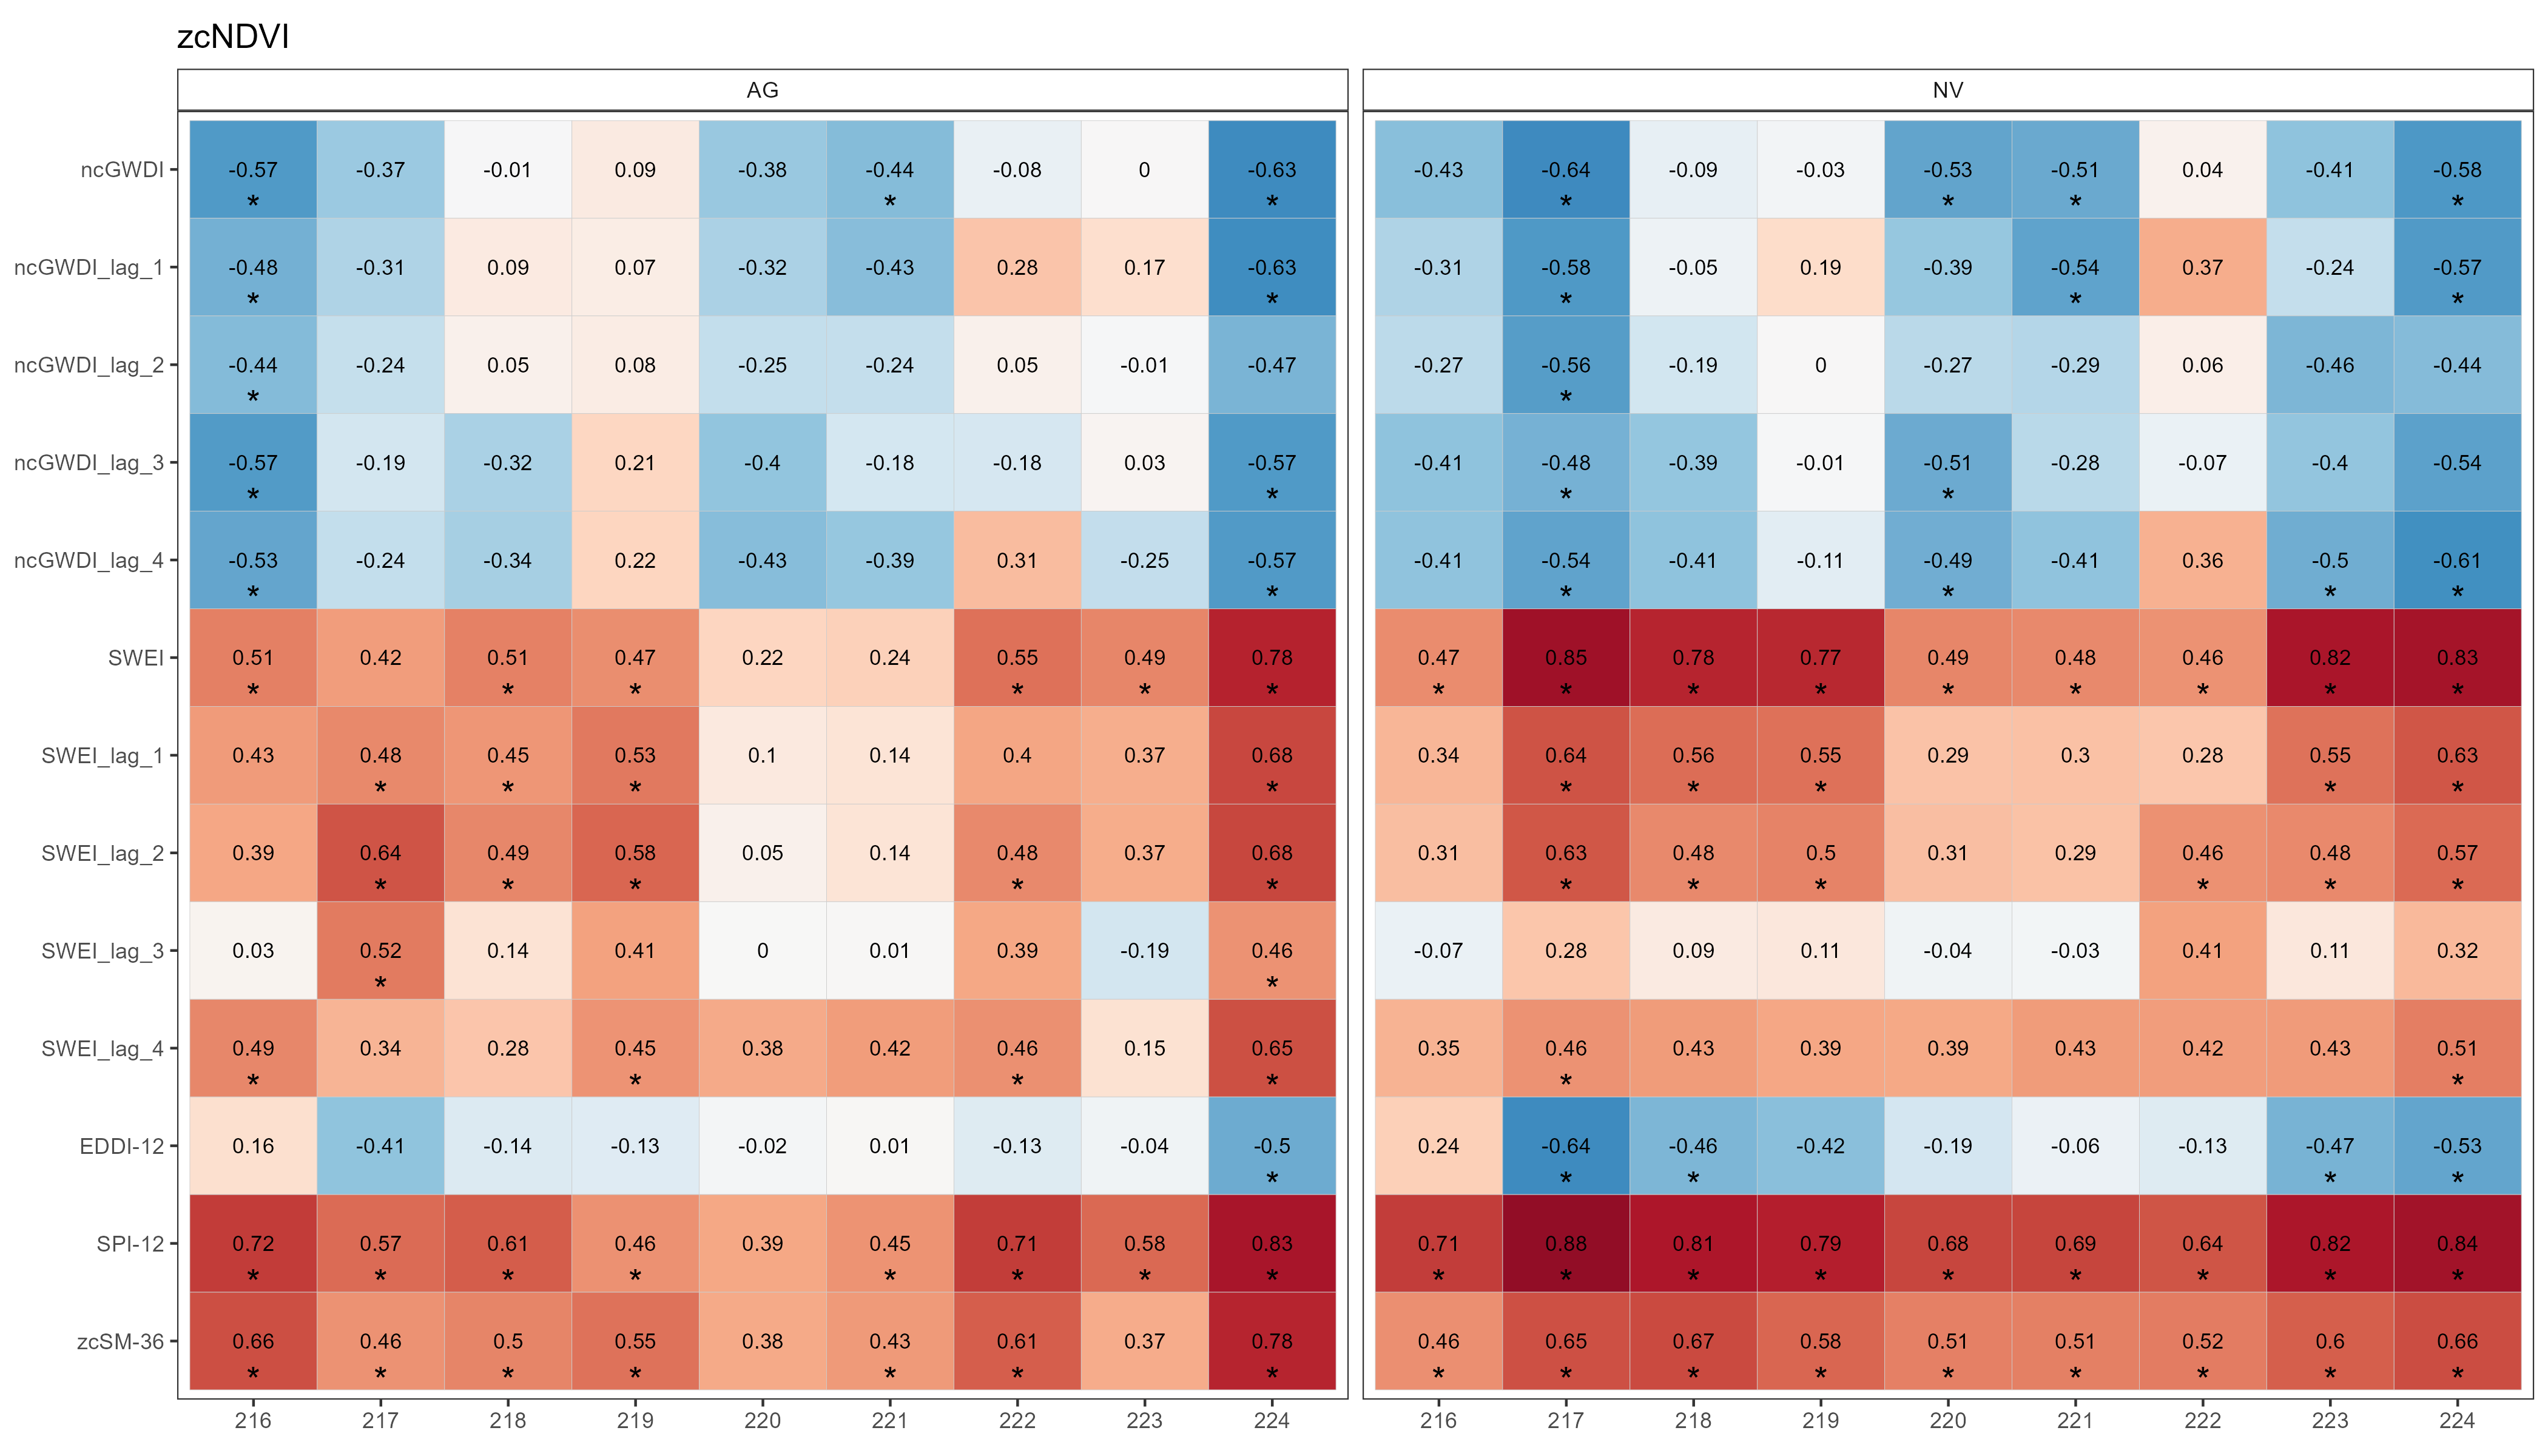 zcNDVI
AG NV
ncGWDI -0.57 -0.37 -0.01 0.09 -0.38 -0.44 -0.08 0 -0.63 -0.43 -0.64 -0.09 -0.03 -0.53 -0.51 0.04 -0.41 -0.58
* * * * * * *
ncGWDI_lag_1 -0.48 -0.31 0.09 0.07 -0.32 -0.43 0.28 0.17 -0.63 -0.31 -0.58 -0.05 0.19 -0.39 -0.54 0.37 -0.24 -0.57
* * * * *
ncGWDI_lag_2 -0.44 -0.24 0.05 0.08 -0.25 -0.24 0.05 -0.01 -0.47 -0.27 -0.56 -0.19 0 -0.27 -0.29 0.06 -0.46 -0.44
* *
ncGWDI_lag_3 -0.57 -0.19 -0.32 0.21 -0.4 -0.18 -0.18 0.03 -0.57 -0.41 -0.48 -0.39 -0.01 -0.51 -0.28 -0.07 -0.4 -0.54
* * * *
ncGWDI_lag_4 -0.53 -0.24 -0.34 0.22 -0.43 -0.39 0.31 -0.25 -0.57 -0.41 -0.54 -0.41 -0.11 -0.49 -0.41 0.36 -0.5 -0.61
* * * * * *
SWEI 0.51 0.42 0.51 0.47 0.22 0.24 0.55 0.49 0.78 0.47 0.85 0.78 0.77 0.49 0.48 0.46 0.82 0.83
* * * * * * * * * * * * * * *
SWEI_lag_1 0.43 0.48 0.45 0.53 0.1 0.14 0.4 0.37 0.68 0.34 0.64 0.56 0.55 0.29 0.3 0.28 0.55 0.63
* * * * * * * * *
SWEI_lag_2 0.39 0.64 0.49 0.58 0.05 0.14 0.48 0.37 0.68 0.31 0.63 0.48 0.5 0.31 0.29 0.46 0.48 0.57
* * * * * * * * * * *
SWEI_lag_3 0.03 0.52 0.14 0.41 0 0.01 0.39 -0.19 0.46 -0.07 0.28 0.09 0.11 -0.04 -0.03 0.41 0.11 0.32
* *
SWEI_lag_4 0.49 0.34 0.28 0.45 0.38 0.42 0.46 0.15 0.65 0.35 0.46 0.43 0.39 0.39 0.43 0.42 0.43 0.51
* * * * * *
EDDI-12 0.16 -0.41 -0.14 -0.13 -0.02 0.01 -0.13 -0.04 -0.5 0.24 -0.64 -0.46 -0.42 -0.19 -0.06 -0.13 -0.47 -0.53
* * * * *
SPI-12 0.72 0.57 0.61 0.46 0.39 0.45 0.71 0.58 0.83 0.71 0.88 0.81 0.79 0.68 0.69 0.64 0.82 0.84
* * * * * * * * * * * * * * * * *
zcSM-36 0.66 0.46 0.5 0.55 0.38 0.43 0.61 0.37 0.78 0.46 0.65 0.67 0.58 0.51 0.51 0.52 0.6 0.66
* * * * * * * * * * * * * * * *
216 217 218 219 220 221 222 223 224 216 217 218 219 220 221 222 223 224